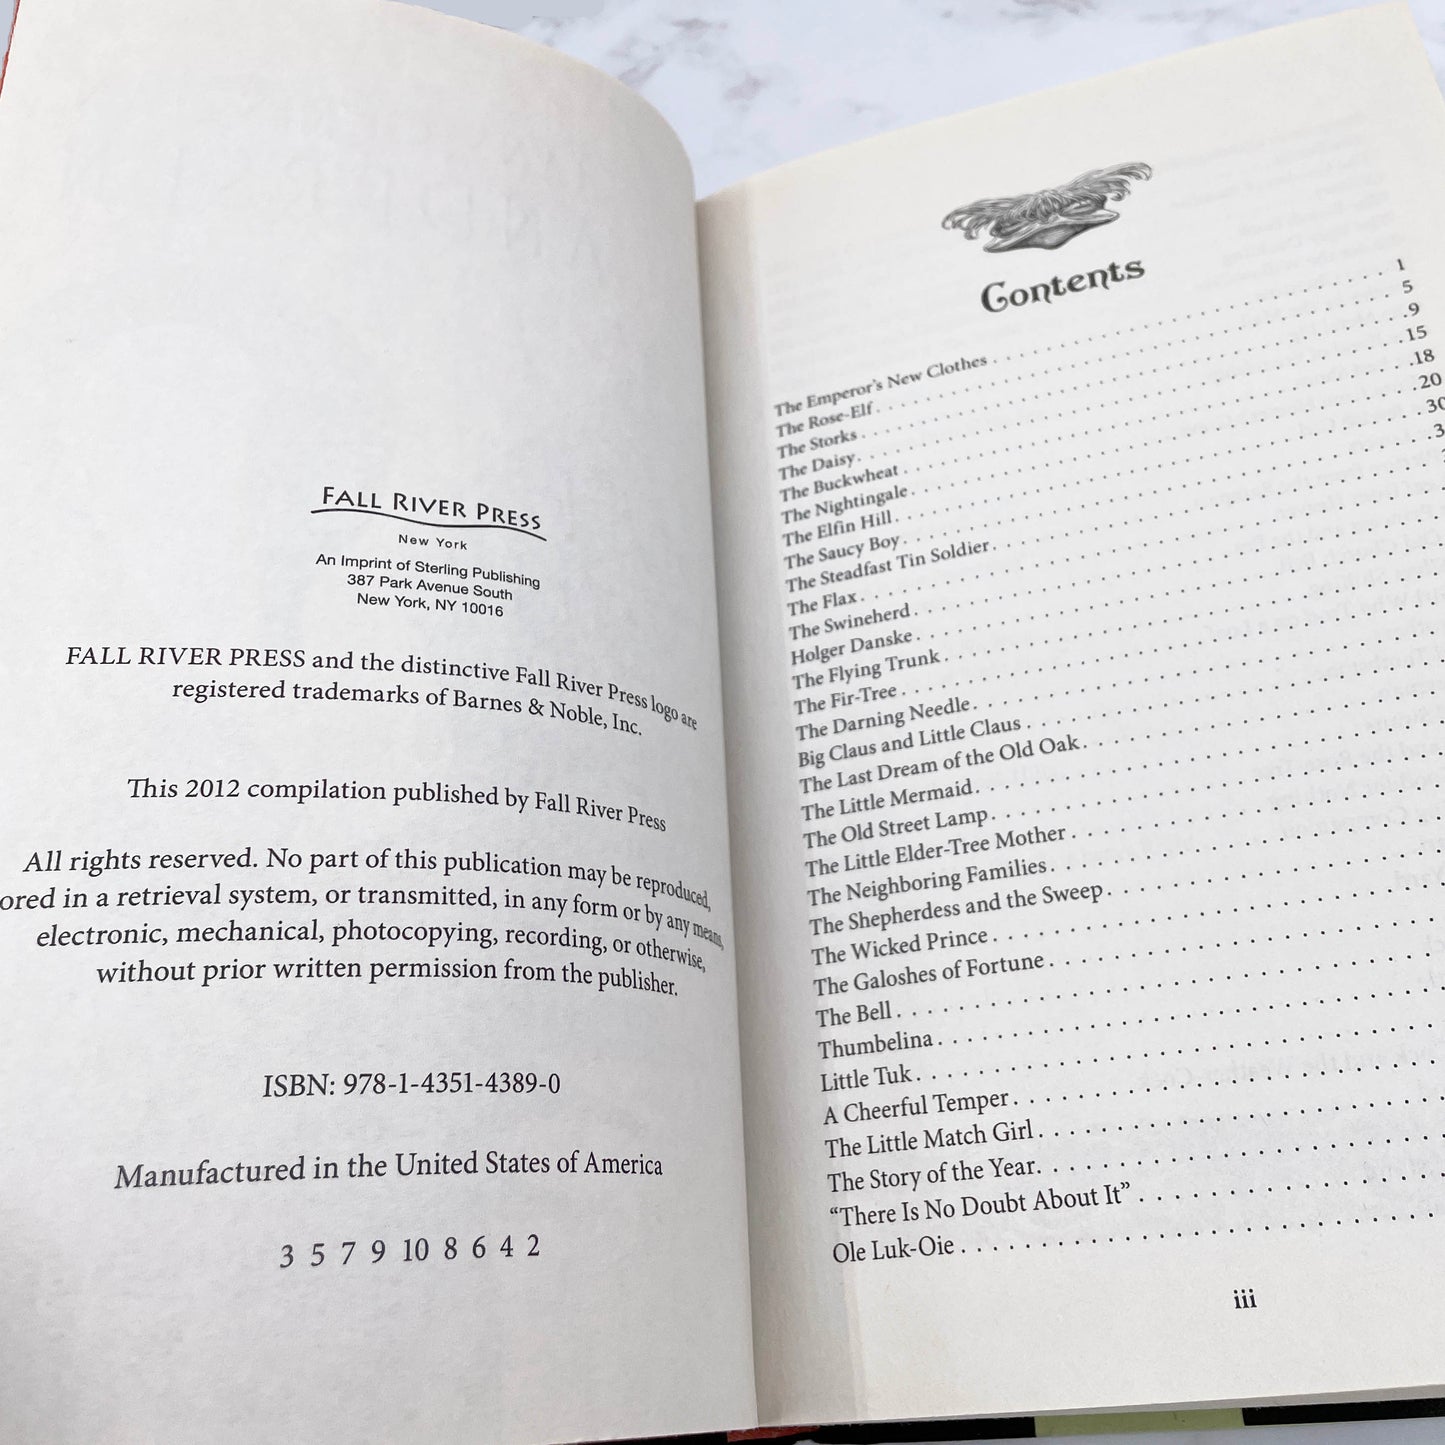 FALL RIVER PRESS
New York
An Imprint of Sterling Publishing
387 Park Avenue South
New York, NY 10016
FALL RIVER PRESS and the distinctive Fall River Press logo are
registered trademarks of Barnes & Noble, Inc.
This 2012 compilation published by Fall River Press
All rights reserved. No part of this publication may be reproduced,
ored in a retrieval system, or transmitted, in any form or by any means,
electronic, mechanical, photocopying, recording, or otherwise,
without prior written permission from the publisher.
ISBN: 978-1-4351-4389-0
Manufactured in the United States of America
3 5 7 9 10 8 6 4 2
Contents
The Emperor's New Clothes . . . 1
The Rose-Elf . . . 5
The Storks . . . 9
The Daisy . . . 15
The Buckwheat . . . 18
The Nightingale . . . 20
The Elfin Hill . . . 30
The Saucy Boy . . . 3
The Steadfast Tin Soldier
The Flax
The Swineherd
Holger Danske
The Flying Trunk
The Fir-Tree
The Darning Needle
Big Claus and Little Claus
The Last Dream of the Old Oak
The Little Mermaid
The Old Street Lamp
The Little Elder-Tree Mother
The Neighboring Families
The Shepherdess and the Sweep
The Wicked Prince
The Galoshes of Fortune
The Bell
Thumbelina
Little Tuk
A Cheerful Temper
The Little Match Girl
The Story of the Year
“There Is No Doubt About It”
Ole Luk-Oie
iii